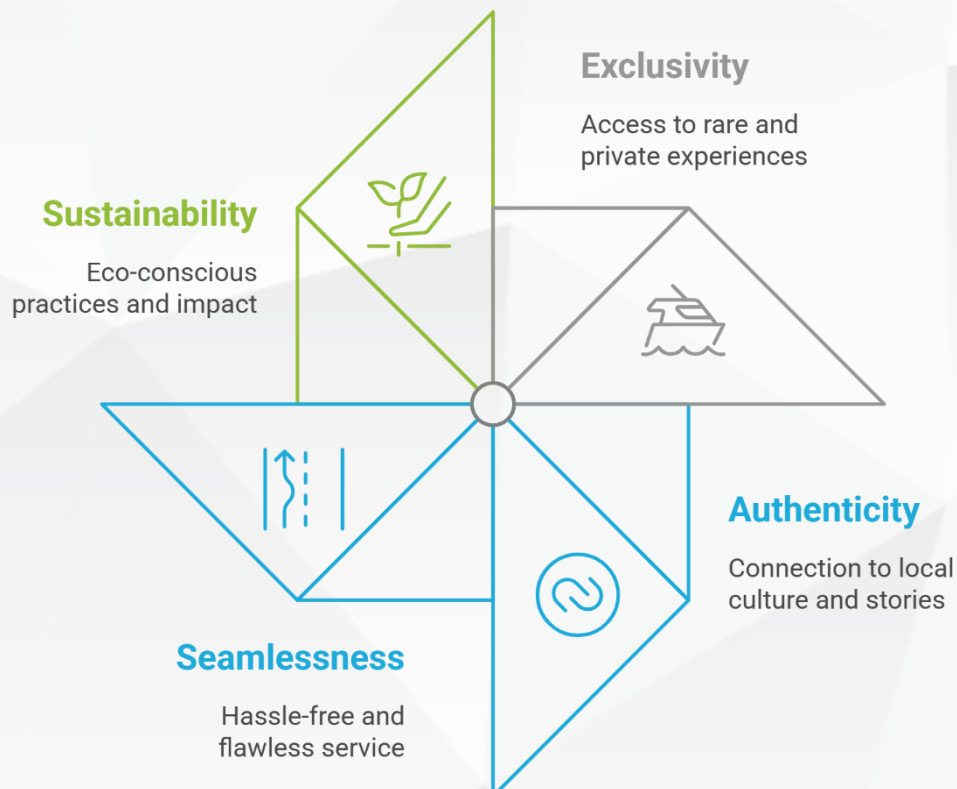 Exclusivity
Access to rare and
private experiences
Sustainability
Eco-conscious
practices and impact
Authenticity
Connection to local
culture and stories
Seamlessness
Hassle-free and
flawless service